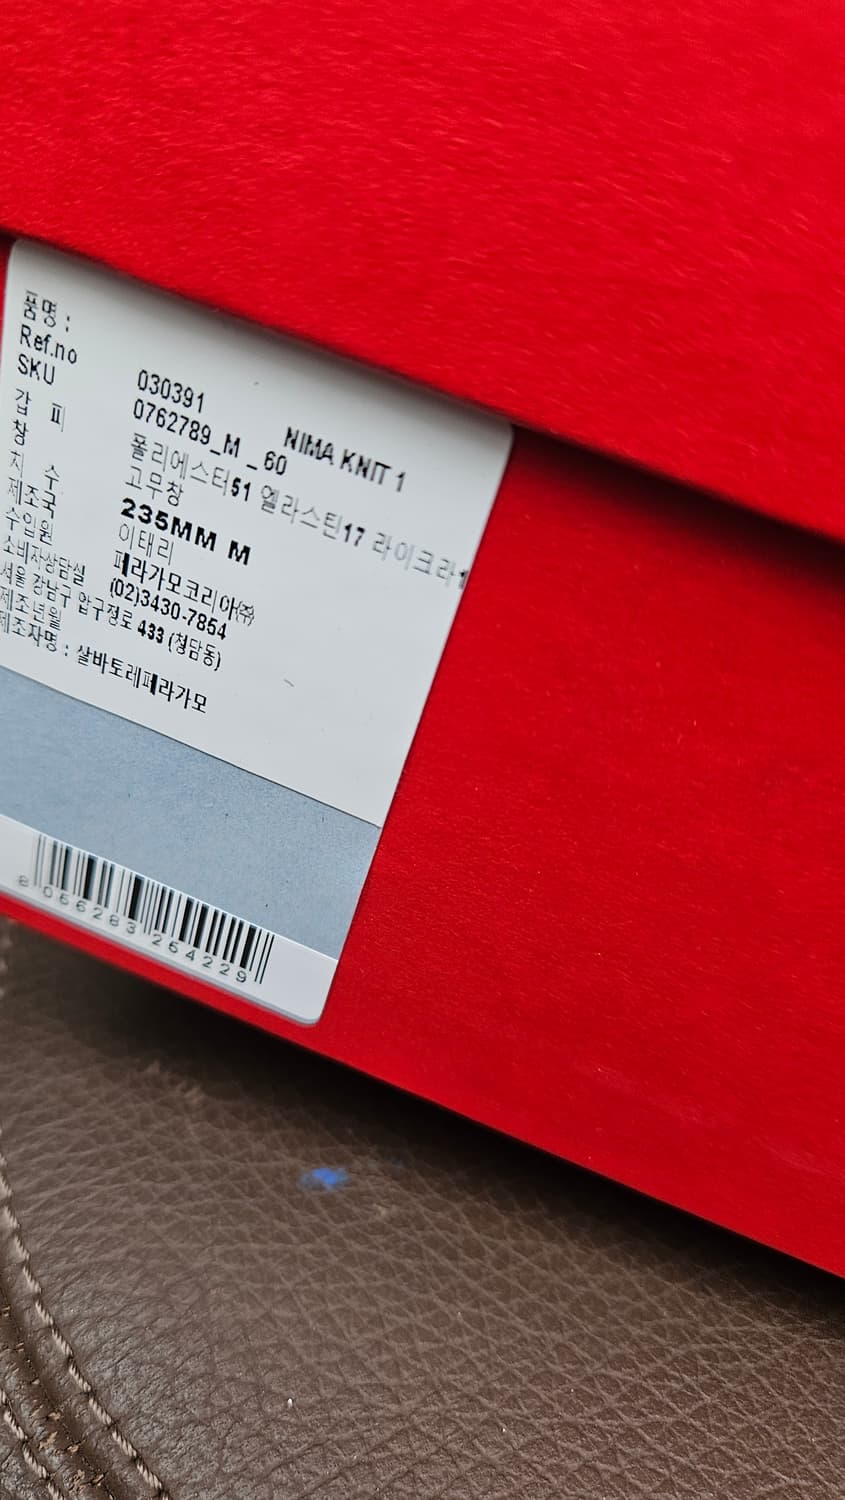 품명 :
Ref.no 030391 NIMA KNIT 1
SKU 0762789_M _ 60
갑 피 폴리에스터61 엘라스틴17 라이크라1
창 고무창
치 수 235MM M
제조국 이태리
수입원 페라가모코리아㈜
소비자상담실 (02)3430-7854
서울 강남구 압구정로 433 (청담동)
제조년월
제조자명 : 살바토레페라가모
8 056283 254229